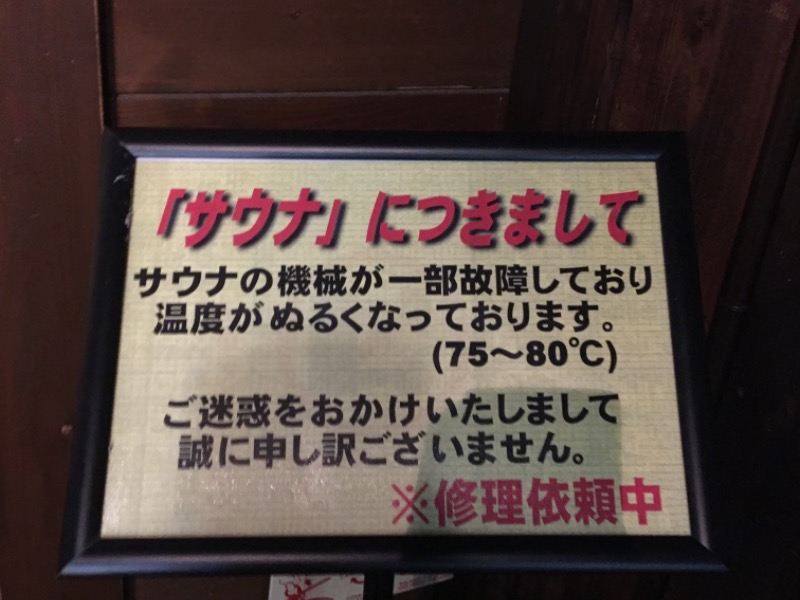 「サウナ」につきまして
サウナの機械が一部故障しており
温度がぬるくなっております。
(75～80℃)
ご迷惑をおかけいたしまして
誠に申し訳ございません。
※修理依頼中